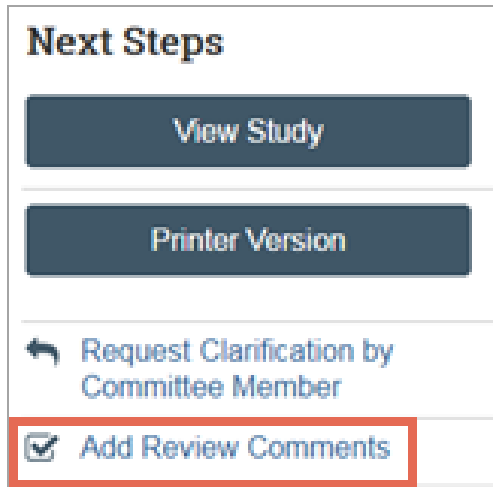 Next Steps
View Study
Printer Version
Request Clarification by
Committee Member
Add Review Comments